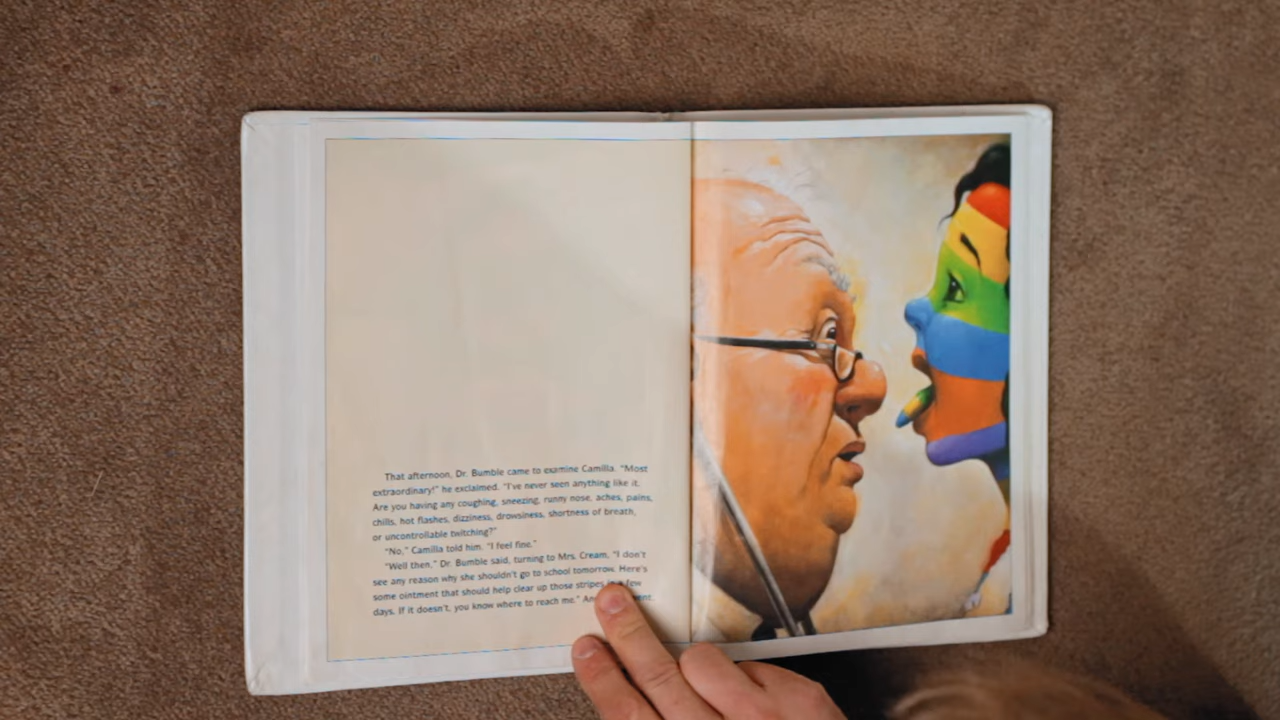 That afternoon, Dr. Bumble came to examine Camilla. "Most
extraordinary!" he exclaimed. "I've never seen anything like it.
Are you having any coughing, sneezing, runny nose, aches, pains,
chills, hot flashes, dizziness, drowsiness, shortness of breath,
or uncontrollable twitching?"
"No," Camilla told him. "I feel fine."
"Well then," Dr. Bumble said, turning to Mrs. Cream, "I don't
see any reason why she shouldn't go to school tomorrow. Here's
some ointment that should help clear up those stripes few
days. If it doesn't, you know where to reach me."